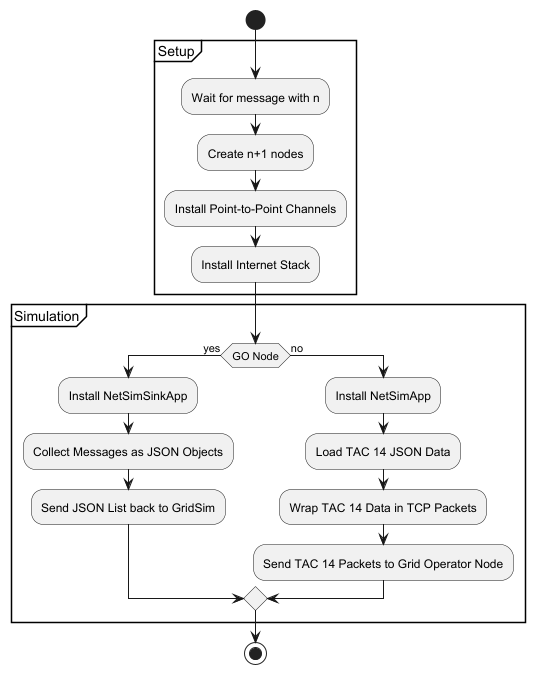 Setup
Wait for message with n
Create n+1 nodes
Install Point-to-Point Channels
Install Internet Stack
Simulation
yes
GO Node
no
Install NetSimSinkApp
Install NetSimApp
Collect Messages as JSON Objects
Load TAC 14 JSON Data
Send JSON List back to GridSim
Wrap TAC 14 Data in TCP Packets
Send TAC 14 Packets to Grid Operator Node